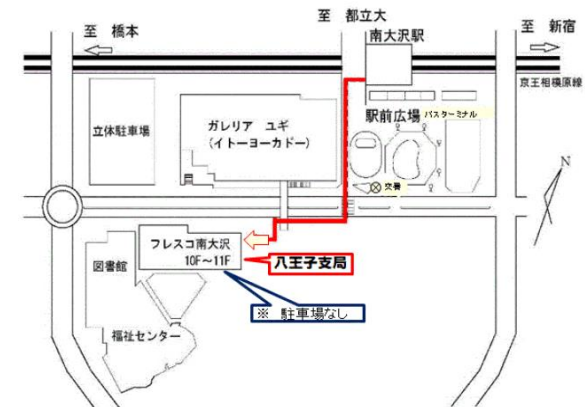 至 都立大
至 橋本
至 新宿
南大沢駅
京王相模原線
駅前広場
バスターミナル
立体駐車場
ガレリア ユギ
(イトーヨーカドー)
交番
N
フレスコ南大沢
10F～11F
八王子支局
図書館
※ 駐車場なし
福祉センター